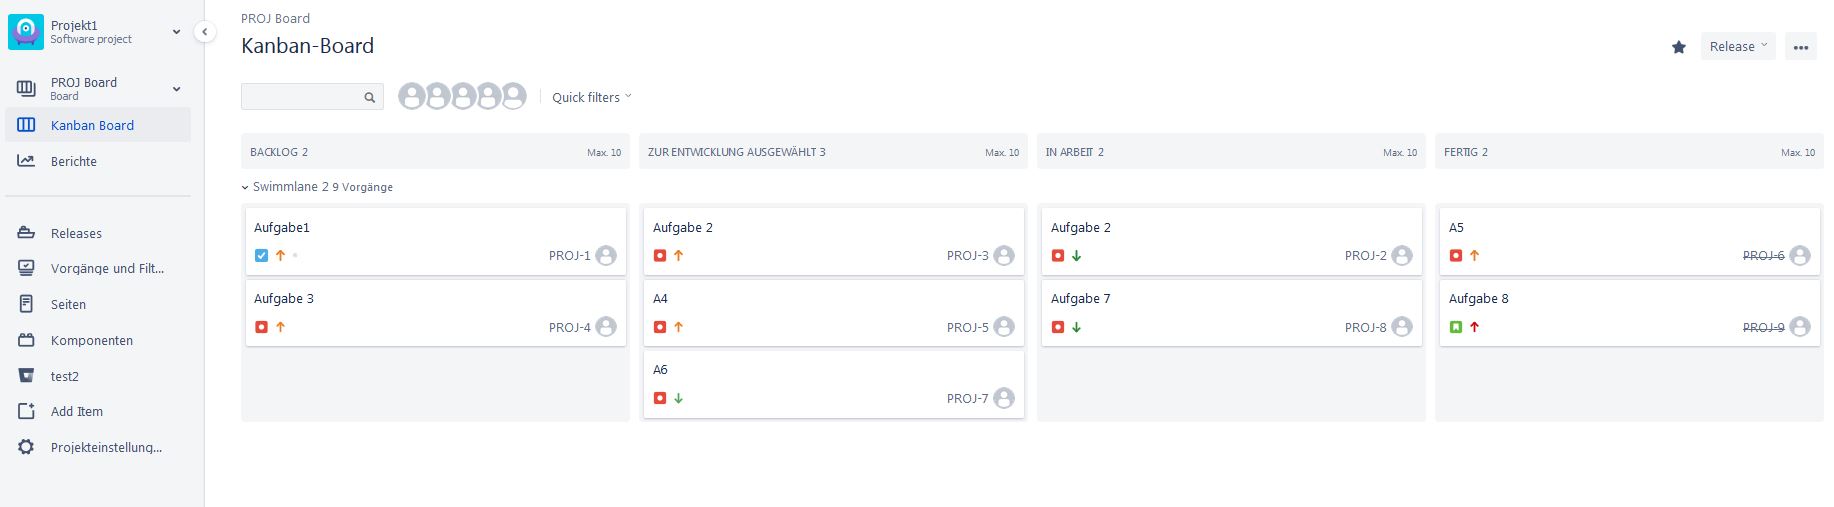 Projekt1
Software project
PROJ Board
Board
Kanban Board
Berichte
Releases
Vorgänge und Filt...
Seiten
Komponenten
test2
Add Item
Projekteinstellung...
PROJ Board
Kanban-Board
Release
Quick filters
BACKLOG 2 Max. 10
ZUR ENTWICKLUNG AUSGEWÄHLT 3 Max. 10
IN ARBEIT 2 Max. 10
FERTIG 2 Max. 10
Swimmlane 2 9 Vorgänge
Aufgabe1
PROJ-1
Aufgabe 3
PROJ-4
Aufgabe 2
PROJ-3
A4
PROJ-5
A6
PROJ-7
Aufgabe 2
PROJ-2
Aufgabe 7
PROJ-8
A5
PROJ-6
Aufgabe 8
PROJ-9